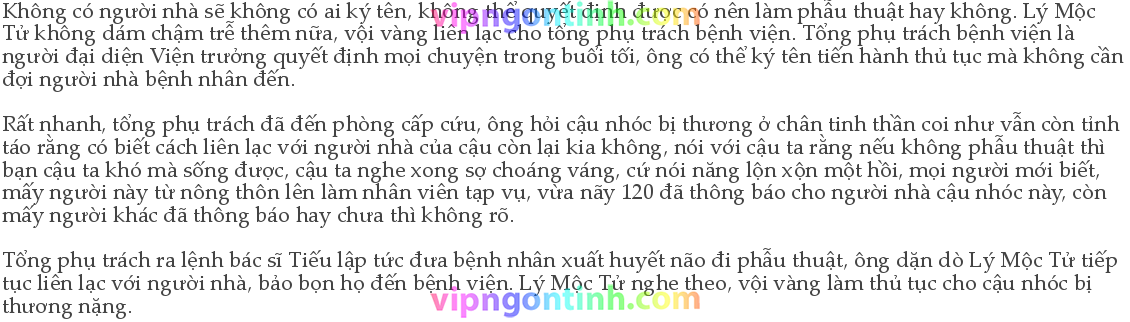 Không có người nhà sẽ không có ai ký tên, không thể quyết định được có nên làm phẫu thuật hay không. Lý Mộc
Tử không dám chậm trễ thêm nữa, vội vàng liên lạc cho tổng phụ trách bệnh viện. Tổng phụ trách bệnh viện là
người đại diện Viện trưởng quyết định mọi chuyện trong buổi tối, ông có thể ký tên tiến hành thủ tục mà không cần
đợi người nhà bệnh nhân đến.
Rất nhanh, tổng phụ trách đã đến phòng cấp cứu, ông hỏi cậu nhóc bị thương ở chân tinh thần coi như vẫn còn tỉnh
táo rằng có biết cách liên lạc với người nhà của cậu còn lại kia không, nói với cậu ta rằng nếu không phẫu thuật thì
bạn cậu ta khó mà sống được, cậu ta nghe xong sợ choáng váng, cứ nói năng lộn xộn một hồi, mọi người mới biết,
mấy người này từ nông thôn lên làm nhân viên tạp vụ, vừa nãy 120 đã thông báo cho người nhà cậu nhóc này, còn
mấy người khác đã thông báo hay chưa thì không rõ.
Tổng phụ trách ra lệnh bác sĩ Tiếu lập tức đưa bệnh nhân xuất huyết não đi phẫu thuật, ông dặn dò Lý Mộc Tử tiếp
tục liên lạc với người nhà, bảo bọn họ đến bệnh viện. Lý Mộc Tử nghe theo, vội vàng làm thủ tục cho cậu nhóc bị
thương nặng.
vipngontinh.com
vipngontinh.com